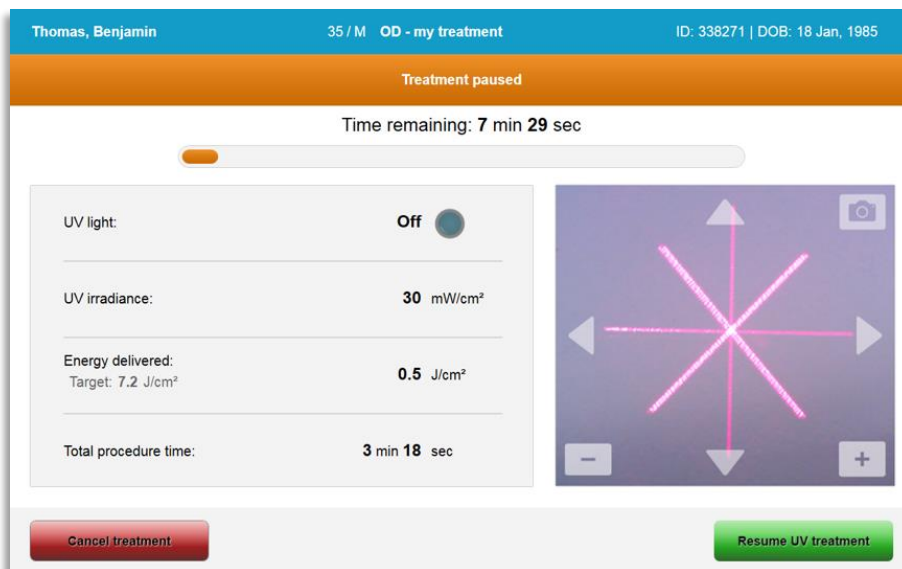 Thomas, Benjamin 35 / M OD - my treatment ID: 338271 | DOB: 18 Jan, 1985
Treatment paused
Time remaining: 7 min 29 sec
UV light: Off
UV irradiance: 30 mW/cm²
Energy delivered:
Target: 7.2 J/cm² 0.5 J/cm²
Total procedure time: 3 min 18 sec
Cancel treatment Resume UV treatment